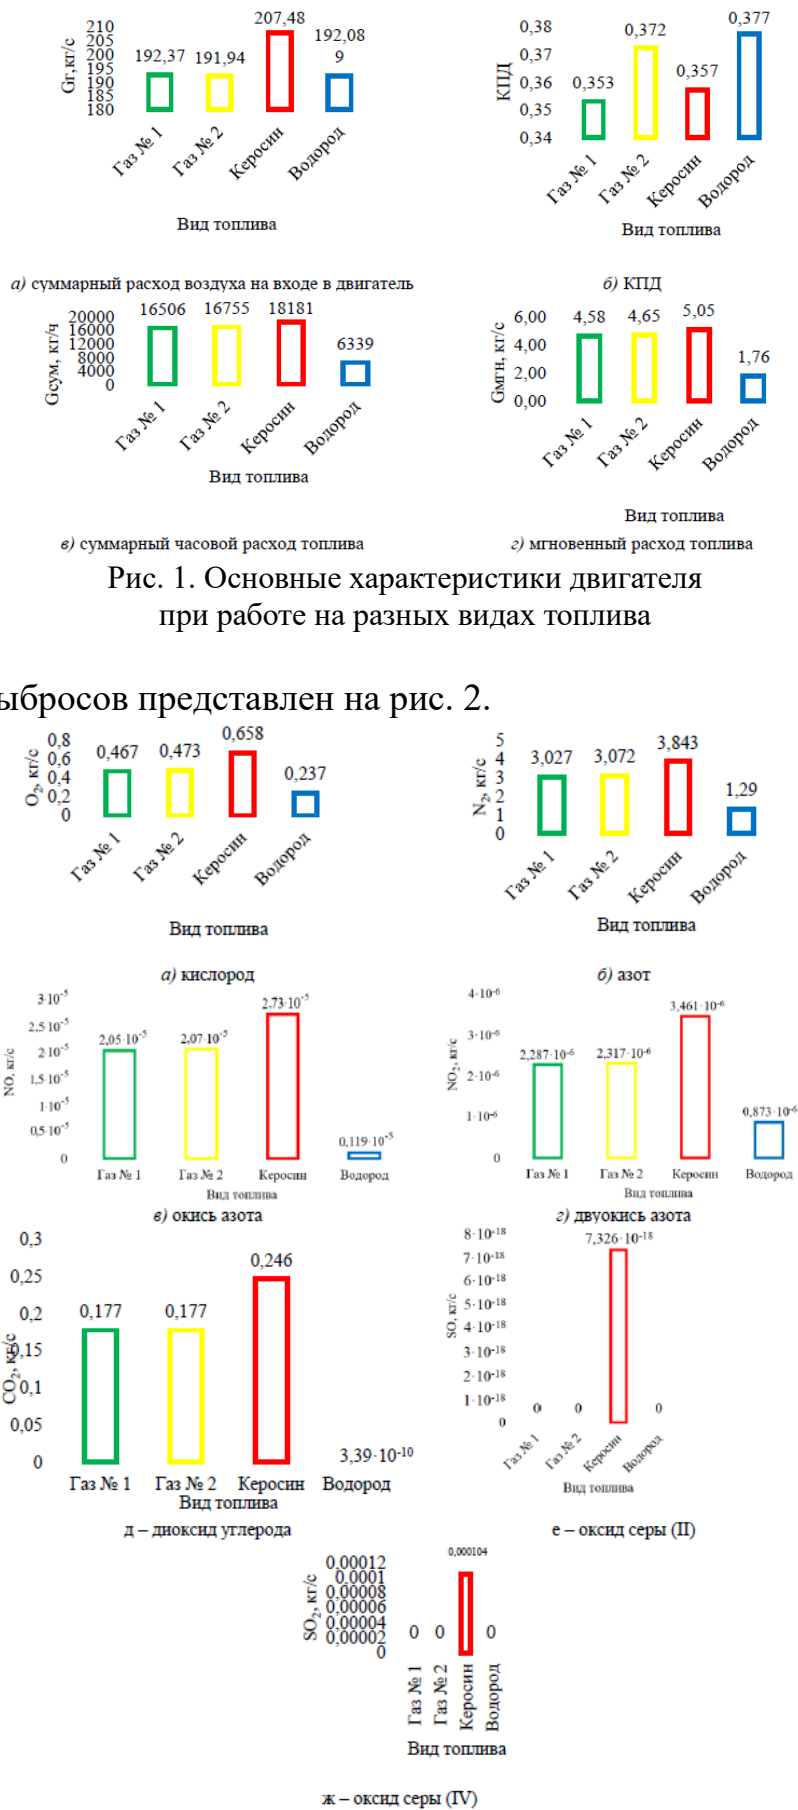 210
205
200
195
190
185
180
Gг,кг/с
192,37
191,94
207,48
192,08
9
Газ № 1
Газ № 2
Керосин
Водород
Вид топлива
а) суммарный расход воздуха на входе в двигатель
0,38
0,37
0,36
0,35
0,34
КПД
0,353
0,372
0,357
0,377
Газ № 1
Газ № 2
Керосин
Водород
Вид топлива
б) КПД
20000
16000
12000
8000
4000
0
Gсум, кг/ч
16506
16755
18181
6339
Газ № 1
Газ № 2
Керосин
Водород
Вид топлива
в) суммарный часовой расход топлива
6,00
4,00
2,00
0,00
Gмгн, кг/с
4,58
4,65
5,05
1,76
Газ № 1
Газ № 2
Керосин
Водород
Вид топлива
г) мгновенный расход топлива
Рис. 1. Основные характеристики двигателя
при работе на разных видах топлива
ыбросов представлен на рис. 2.
0,8
0,6
0,4
0,2
0
O₂, кг/с
0,467
0,473
0,658
0,237
Газ № 1
Газ № 2
Керосин
Водород
Вид топлива
а) кислород
5
4
3
2
1
0
N₂, кг/с
3,027
3,072
3,843
1,29
Газ № 1
Газ № 2
Керосин
Водород
Вид топлива
б) азот
3·10⁻⁵
2,5·10⁻⁵
2·10⁻⁵
1,5·10⁻⁵
1·10⁻⁵
0,5·10⁻⁵
0
NO, кг/с
2,05·10⁻⁵
2,07·10⁻⁵
2,73·10⁻⁵
0,119·10⁻⁵
Газ № 1
Газ № 2
Керосин
Водород
Вид топлива
в) окись азота
4·10⁻⁶
3·10⁻⁶
2·10⁻⁶
1·10⁻⁶
0
NO₂, кг/с
2,287·10⁻⁶
2,317·10⁻⁶
3,461·10⁻⁶
0,873·10⁻⁶
Газ № 1
Газ № 2
Керосин
Водород
Вид топлива
г) двуокись азота
0,3
0,25
0,2
0,15
0,1
0,05
0
CO₂, кг/с
0,177
0,177
0,246
3,39·10⁻¹⁰
Газ № 1
Газ № 2
Керосин
Водород
Вид топлива
д – диоксид углерода
8·10⁻¹⁸
7·10⁻¹⁸
6·10⁻¹⁸
5·10⁻¹⁸
4·10⁻¹⁸
3·10⁻¹⁸
2·10⁻¹⁸
1·10⁻¹⁸
0
SO, кг/с
0
0
7,326·10⁻¹⁸
0
Газ № 1
Газ № 2
Керосин
Водород
Вид топлива
е – оксид серы (II)
0,00012
0,0001
0,00008
0,00006
0,00004
0,00002
0
SO₂, кг/с
0
0
0,000104
0
Газ № 1
Газ № 2
Керосин
Водород
Вид топлива
ж – оксид серы (IV)